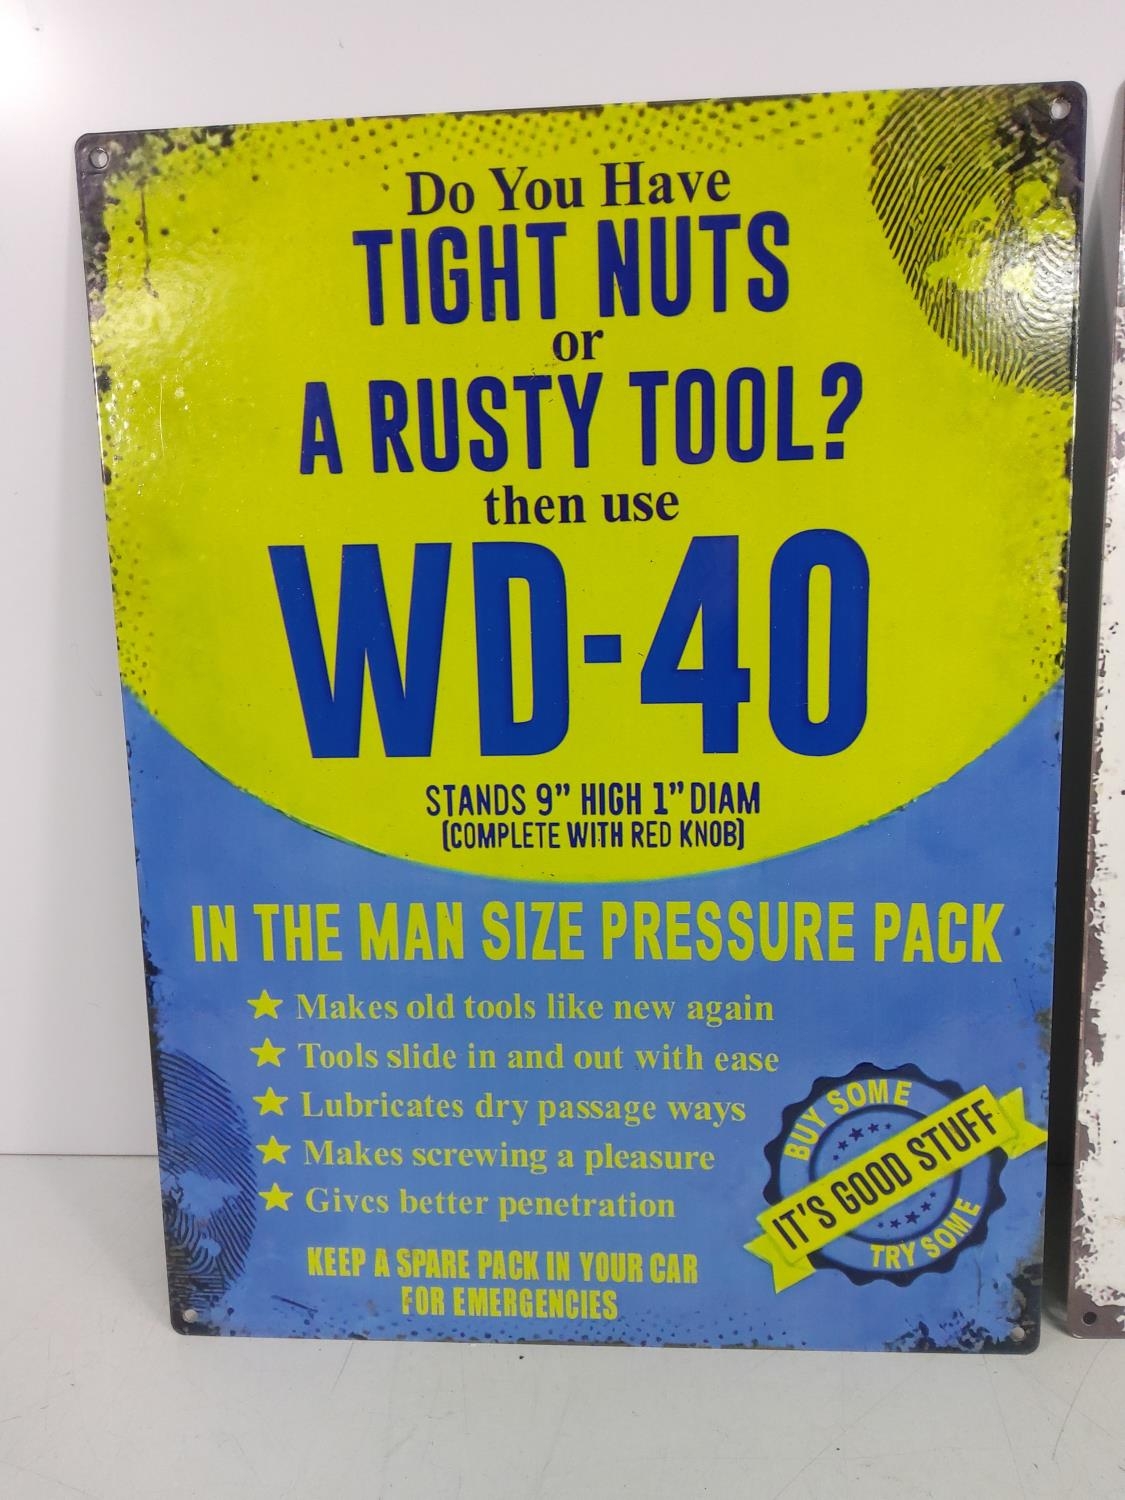 Do You Have
TIGHT NUTS
or
A RUSTY TOOL?
then use
WD-40
STANDS 9” HIGH 1” DIAM
(COMPLETE WITH RED KNOB)
IN THE MAN SIZE PRESSURE PACK
★ Makes old tools like new again
★ Tools slide in and out with ease
★ Lubricates dry passage ways
★ Makes screwing a pleasure
★ Gives better penetration
KEEP A SPARE PACK IN YOUR CAR
FOR EMERGENCIES
BUY SOME
IT'S GOOD STUFF
TRY SOME